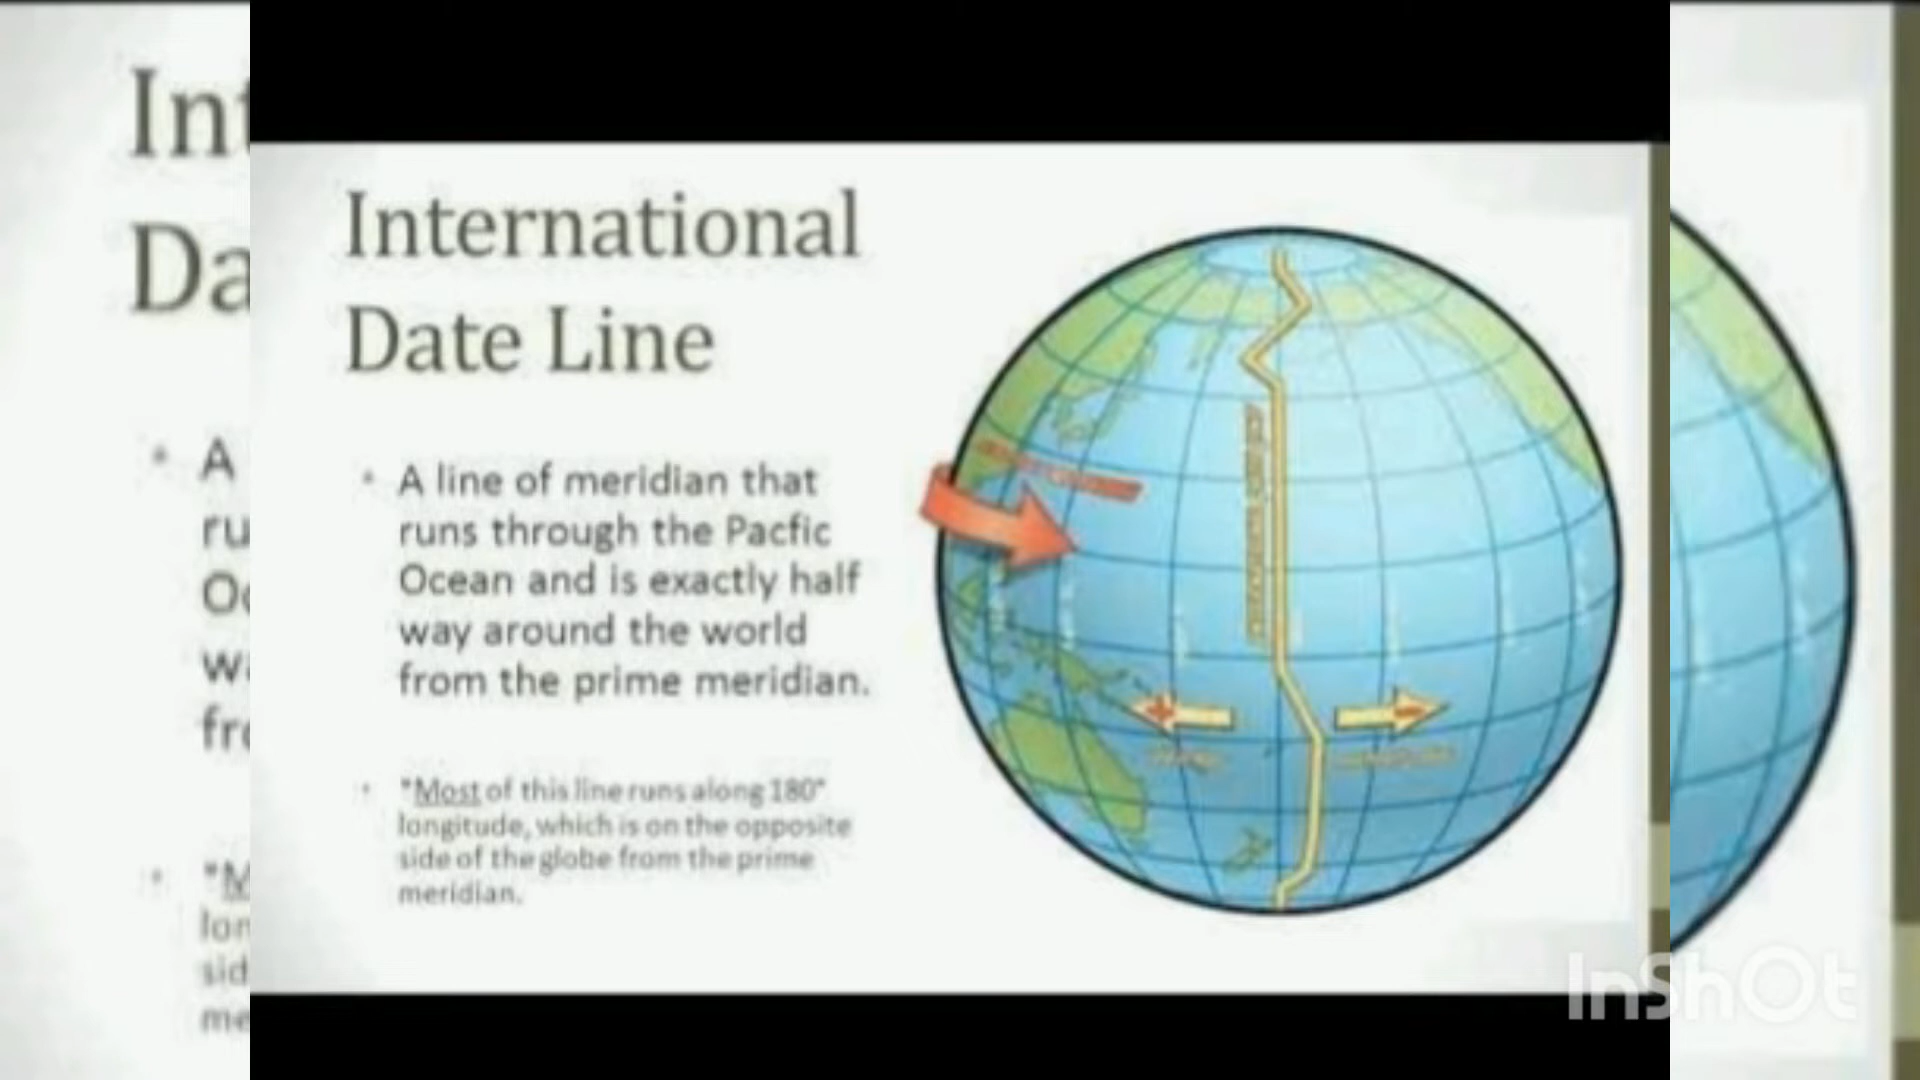 International
Date Line
• A line of meridian that
runs through the Pacfic
Ocean and is exactly half
way around the world
from the prime meridian.
• *Most of this line runs along 180°
longitude, which is on the opposite
side of the globe from the prime
meridian.
InShOt